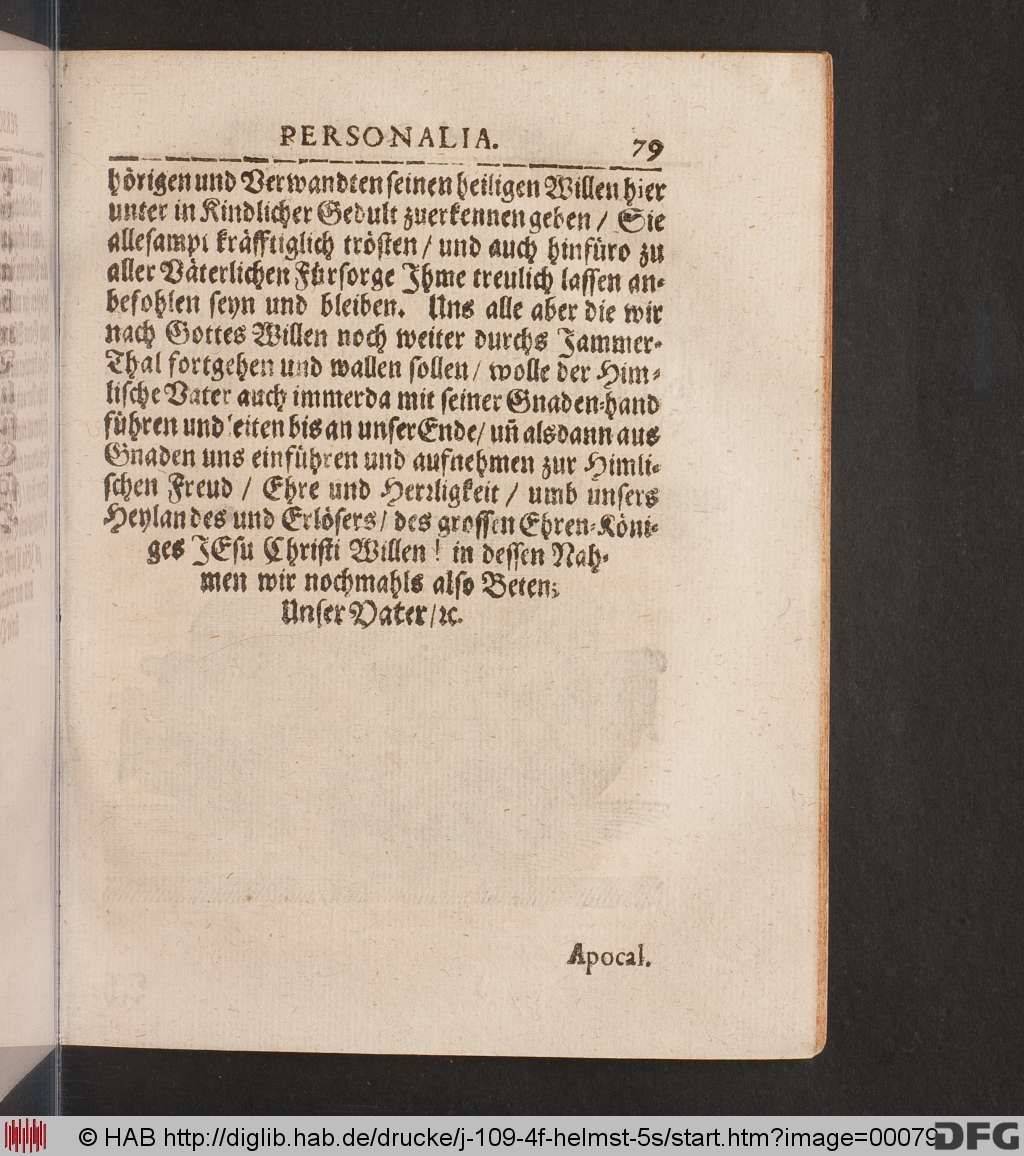 PERSONALIA. 79
hörigen und Verwandten seinen heiligen Willen hier
unter in Kindlicher Gedult zuerkennen geben / Sie
allesampt kräfftiglich trösten / und auch hinfüro zu
aller Väterlichen Fürsorge Ihme treulich lassen an-
befohlen seyn und bleiben. Uns alle aber die wir
nach Gottes Willen noch weiter durchs Jammer-
Thal fortgehen und wallen sollen / wolle der Him-
lische Vater auch immerda mit seiner Gnaden-hand
führen und leiten bis an unser Ende / uñ alsdann aus
Gnaden uns einführen und aufnehmen zur Himli-
schen Freud / Ehre und Herrligkeit / umb unsers
Heylandes und Erlösers / des grossen Ehren-Köni-
ges JEsu Christi Willen! in dessen Nah-
men wir nochmahls also Beten;
Unser Vater / ꝛc.
Apocal.
© HAB http://diglib.hab.de/drucke/j-109-4f-helmst-5s/start.htm?image=00079
DFG